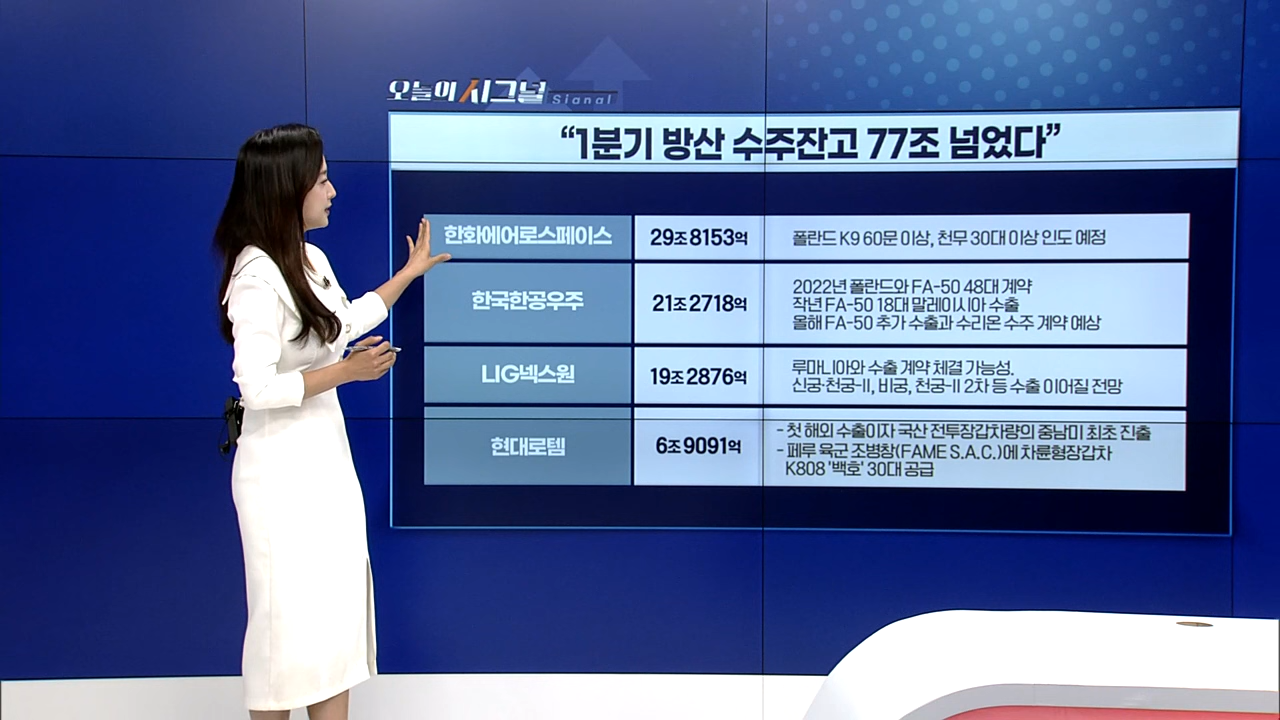 오늘의 시그널
Signal
“1분기 방산 수주잔고 77조 넘었다”
한화에어로스페이스
29조 8153억
폴란드 K9 60문 이상, 천무 30대 이상 인도 예정
한국한공우주
21조 2718억
2022년 폴란드와 FA-50 48대 계약
작년 FA-50 18대 말레이시아 수출
올해 FA-50 추가 수출과 수리온 수주 계약 예상
LIG넥스원
19조 2876억
루마니아와 수출 계약 체결 가능성.
신궁·천궁-II, 비궁, 천궁-II 2차 등 수출 이어질 전망
현대로템
6조 9091억
- 첫 해외 수출이자 국산 전투장갑차량의 중남미 최초 진출
- 페루 육군 조병창(FAME S.A.C.)에 차륜형장갑차
K808 '백호' 30대 공급